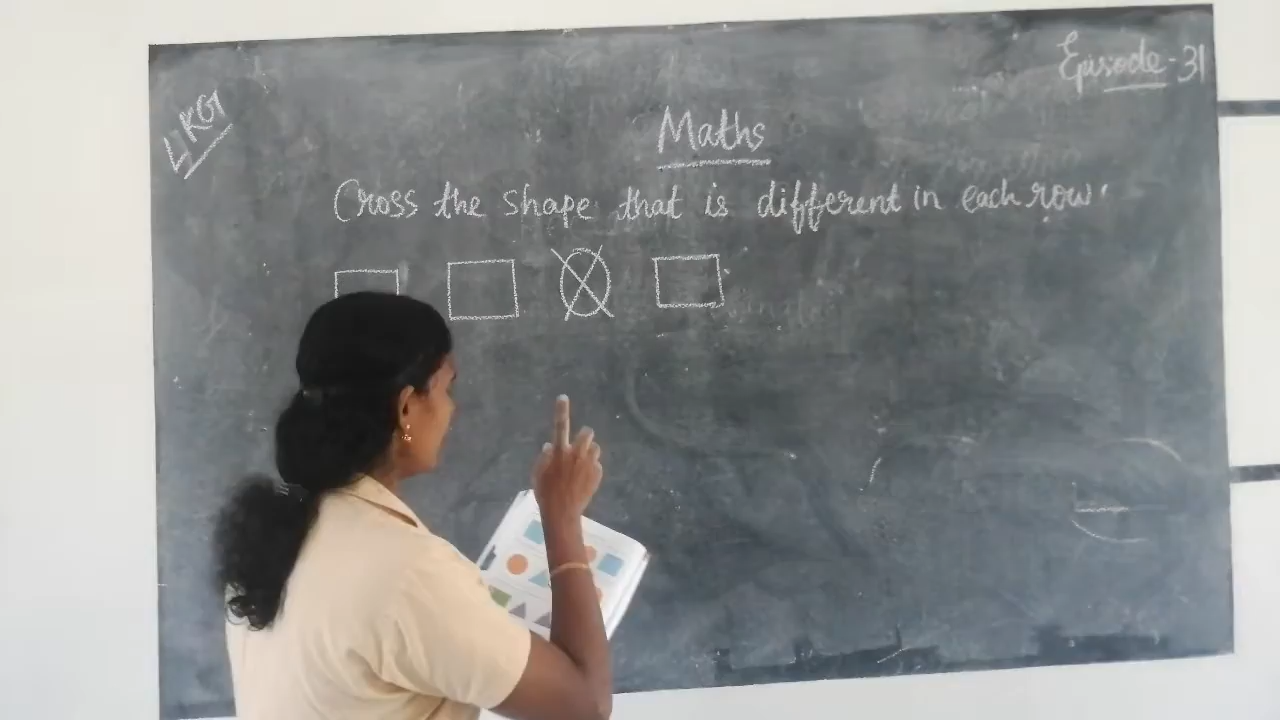 Episode-31
LKG
Maths
Cross the shape that is different in each row.